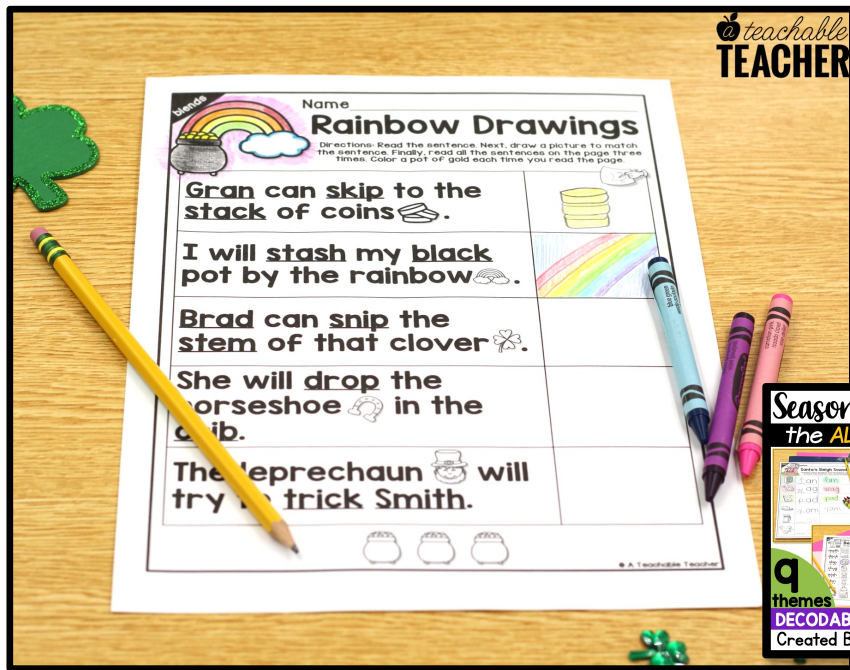 a teachable
TEACHER
blends
Name
Rainbow Drawings
Directions: Read the sentence. Next, draw a picture to match
the sentence. Finally, read all the sentences on the page three
times. Color a pot of gold each time you read the page.
Gran can skip to the
stack of coins.
I will stash my black
pot by the rainbow.
Brad can snip the
stem of that clover.
She will drop the
orseshoe in the
ib.
The leprechaun will
try trick Smith.
© A Teachable Teacher
Season
the AL
9
themes
DECODAB
Created B